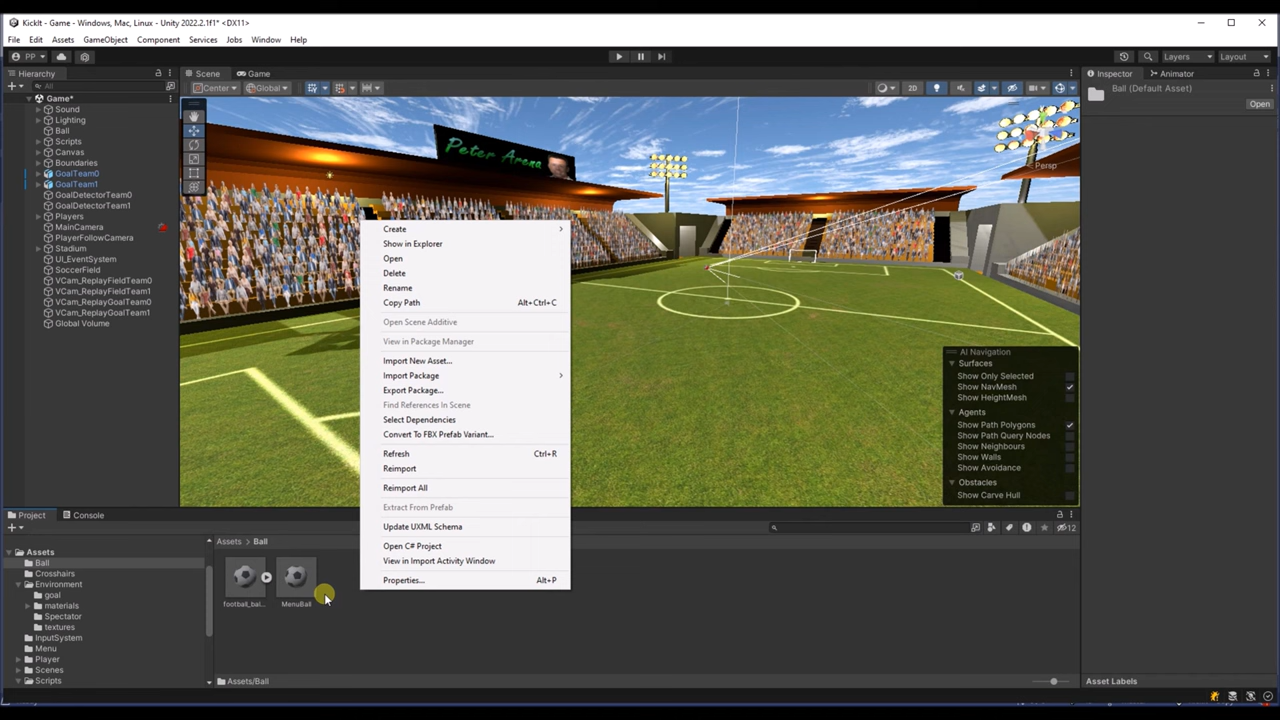 KickIt - Game - Windows, Mac, Linux - Unity 2022.2.1f1* <DX11>
File Edit Assets GameObject Component Services Jobs Window Help
PP
Layers Layout
Hierarchy
All
Game*
Sound
Lighting
Ball
Scripts
Canvas
Boundaries
GoalTeam0
GoalTeam1
GoalDetectorTeam0
GoalDetectorTeam1
Players
MainCamera
PlayerFollowCamera
Stadium
UI_EventSystem
SoccerField
VCam_ReplayFieldTeam0
VCam_ReplayFieldTeam1
VCam_ReplayGoalTeam0
VCam_ReplayGoalTeam1
Global Volume
Scene Game
Center Global 2D
Peter Arena
Persp
Create
Show in Explorer
Open
Delete
Rename
Copy Path Alt+Ctrl+C
Open Scene Additive
View in Package Manager
Import New Asset...
Import Package
Export Package...
Find References In Scene
Select Dependencies
Convert To FBX Prefab Variant...
Refresh Ctrl+R
Reimport
Reimport All
Extract From Prefab
Update UXML Schema
Open C# Project
View in Import Activity Window
Properties... Alt+P
AI Navigation
Surfaces
Show Only Selected
Show NavMesh
Show HeightMesh
Agents
Show Path Polygons
Show Path Query Nodes
Show Neighbours
Show Walls
Show Avoidance
Obstacles
Show Carve Hull
Inspector Animator
Ball (Default Asset)
Open
Asset Labels
Project Console
12
Assets
Ball
Crosshairs
Environment
goal
materials
Spectator
textures
InputSystem
Menu
Player
Scenes
Scripts
Assets > Ball
football_bal... MenuBall
Assets/Ball